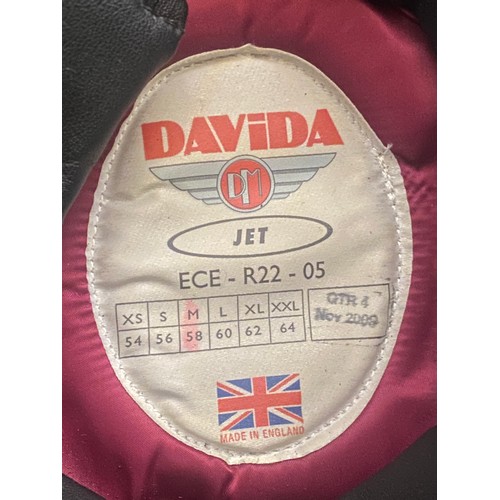 DAVIDA
DM
JET
ECE - R22 - 05
XS S M L XL XXL
54 56 58 60 62 64
QTR 4
Nov 2009
MADE IN ENGLAND